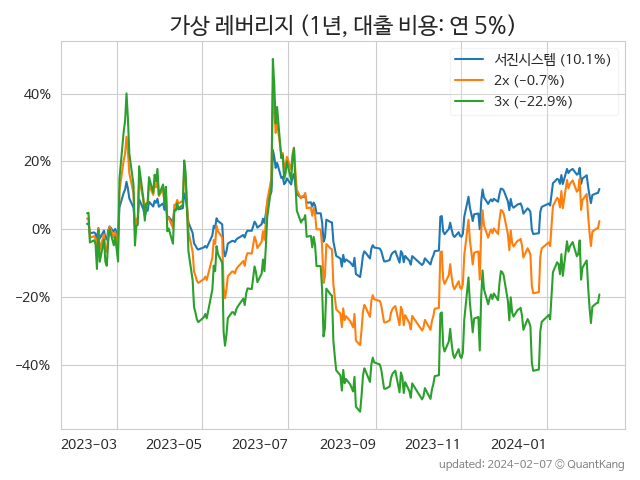 가상 레버리지 (1년, 대출 비용: 연 5%)
서진시스템 (10.1%)
2x (−0.7%)
3x (−22.9%)
40%
20%
0%
−20%
−40%
2023-03 2023-05 2023-07 2023-09 2023-11 2024-01
updated: 2024-02-07 © QuantKang